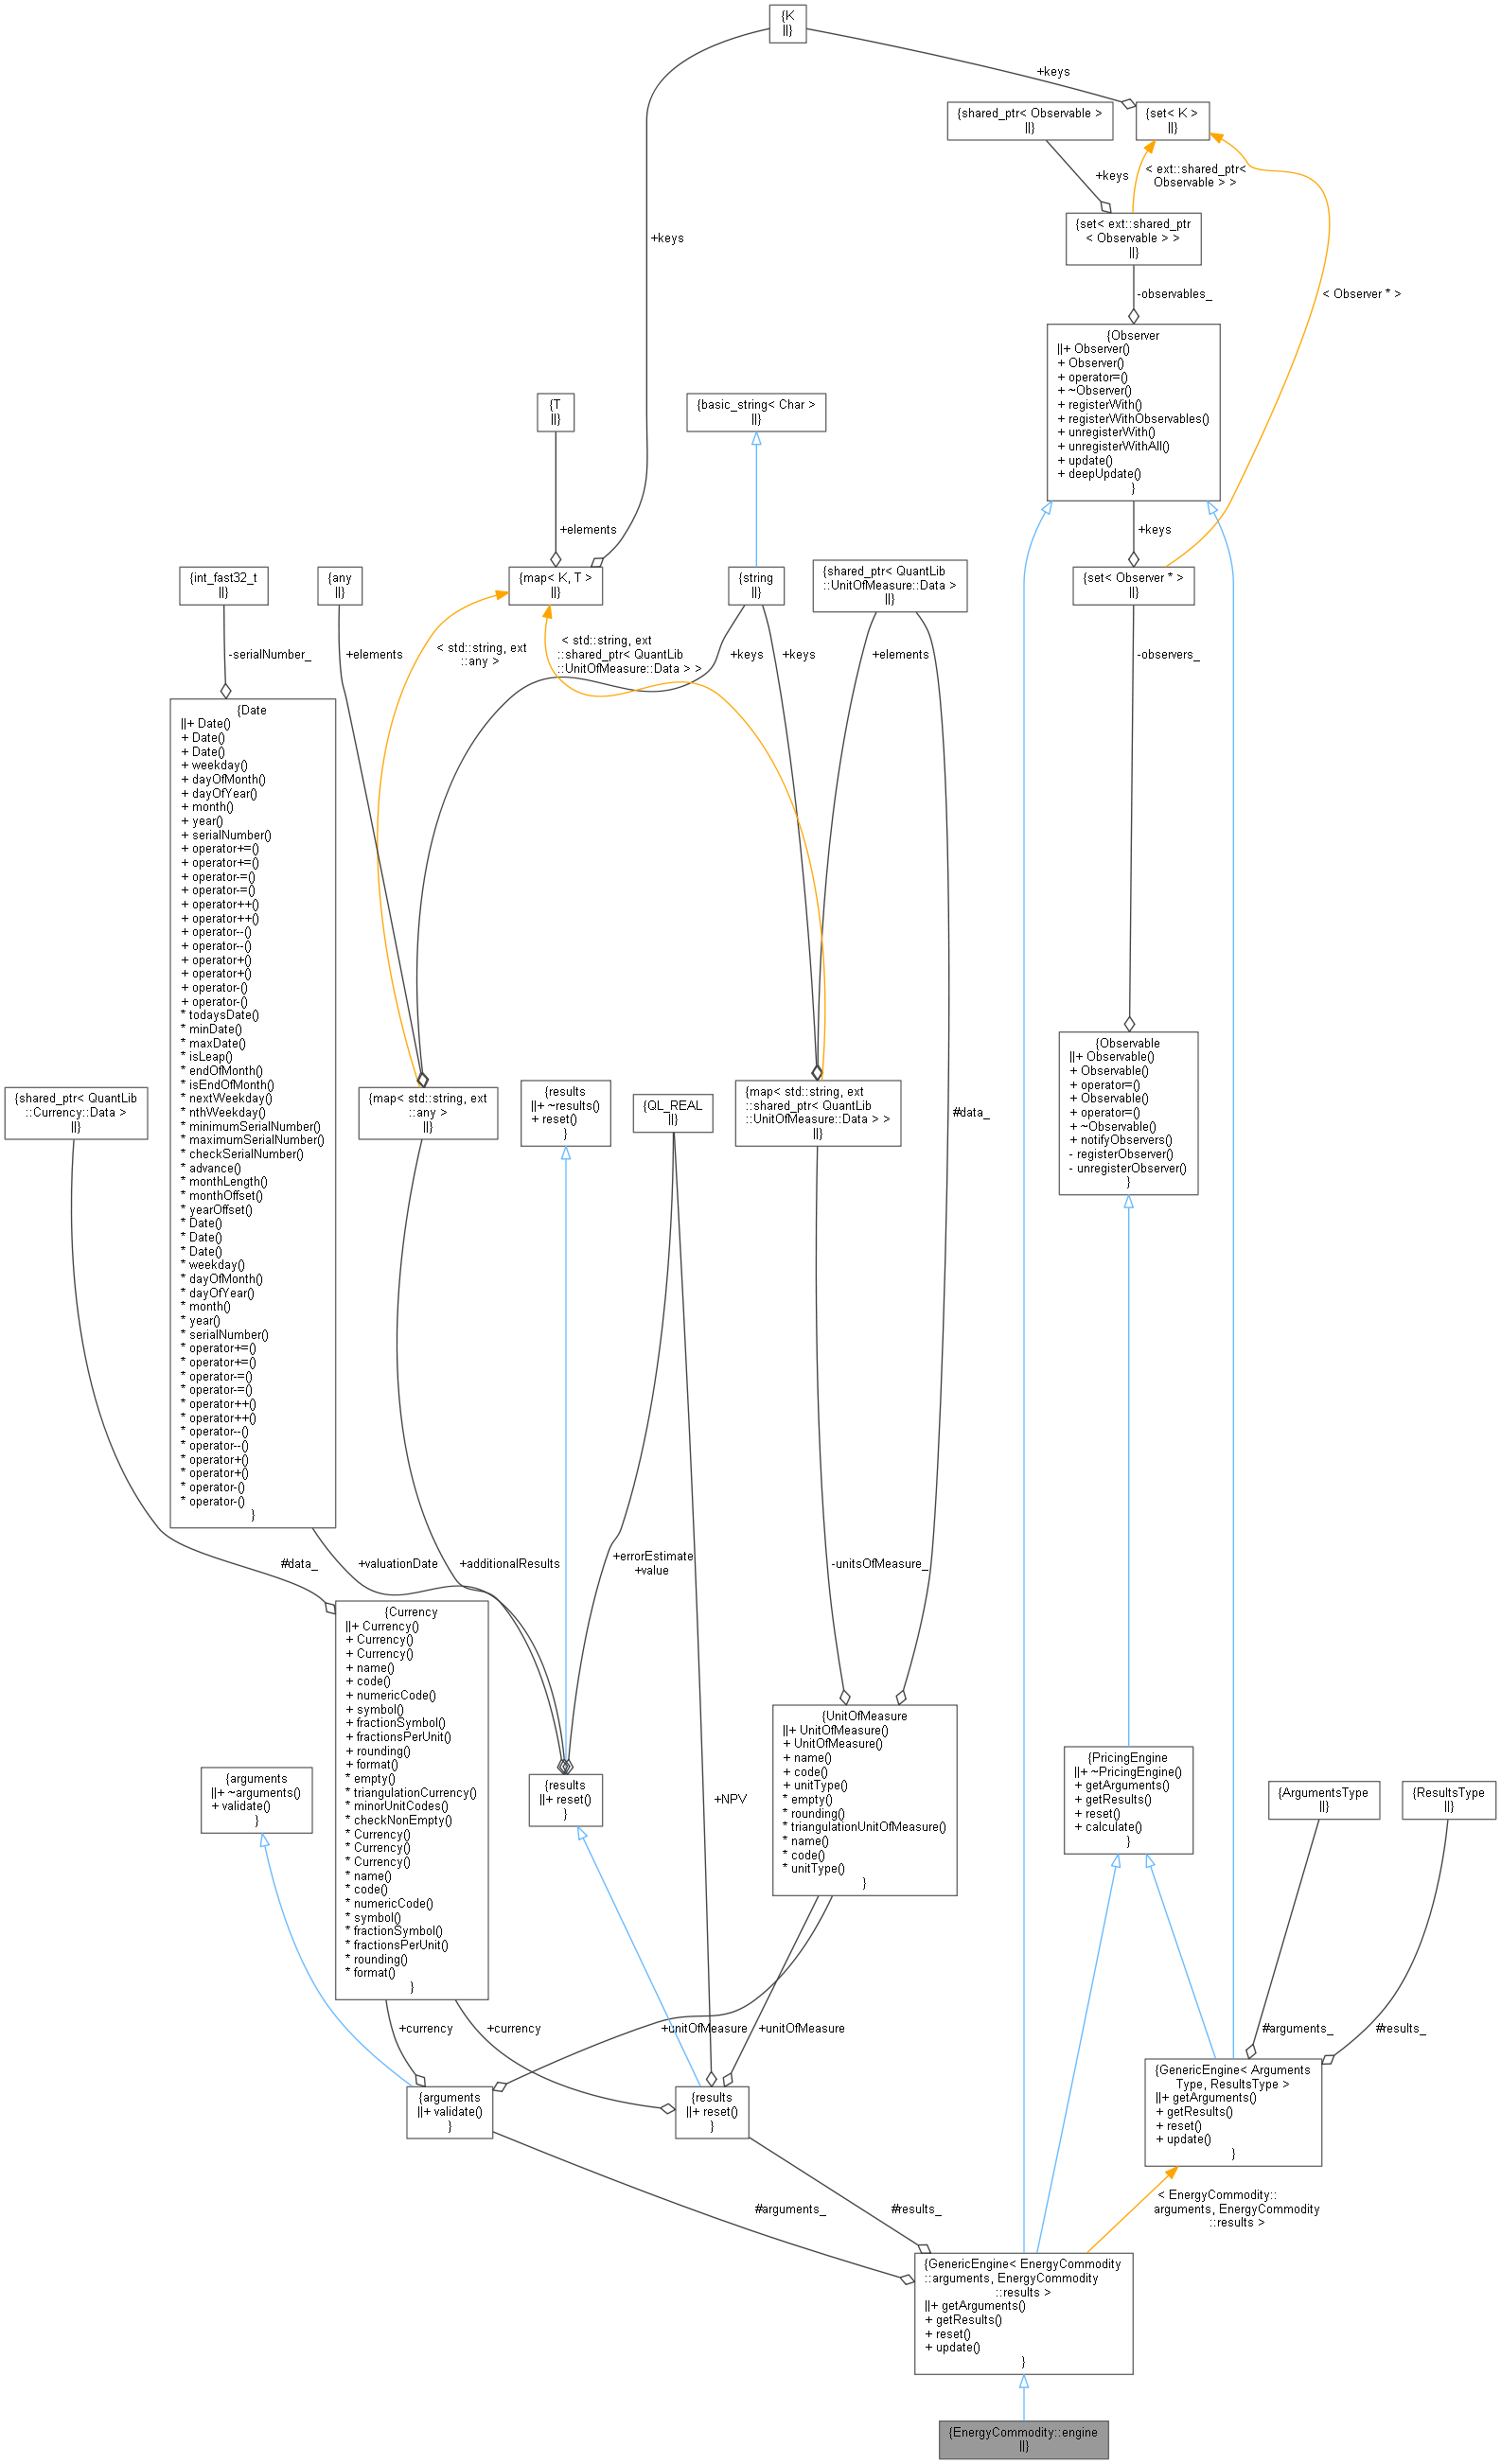 {K
||}
+keys
{shared_ptr< Observable >
||}
{set< K >
||}
+keys
< ext::shared_ptr<
Observable > >
+keys
{set< ext::shared_ptr
< Observable > >
||}
-observables_
< Observer * >
{Observer
||+ Observer()
+ Observer()
+ operator=()
+ ~Observer()
+ registerWith()
+ registerWithObservables()
+ unregisterWith()
+ unregisterWithAll()
+ update()
+ deepUpdate()
}
{T
||}
{basic_string< Char >
||}
+elements
+keys
{int_fast32_t
||}
{any
||}
{map< K, T >
||}
{string
||}
{shared_ptr< QuantLib
::UnitOfMeasure::Data >
||}
{set< Observer * >
||}
-serialNumber_
+elements
< std::string, ext
::any >
< std::string, ext
::shared_ptr< QuantLib
::UnitOfMeasure::Data > >
+keys
+keys
+elements
-observers_
{Date
||+ Date()
+ Date()
+ Date()
+ weekday()
+ dayOfMonth()
+ dayOfYear()
+ month()
+ year()
+ serialNumber()
+ operator+=()
+ operator+=()
+ operator-=()
+ operator-=()
+ operator++()
+ operator++()
+ operator--()
+ operator--()
+ operator+()
+ operator+()
+ operator-()
+ operator-()
* todaysDate()
* minDate()
* maxDate()
* isLeap()
* endOfMonth()
* isEndOfMonth()
* nextWeekday()
* nthWeekday()
* minimumSerialNumber()
* maximumSerialNumber()
* checkSerialNumber()
* advance()
* monthLength()
* monthOffset()
* yearOffset()
* Date()
* Date()
* Date()
* weekday()
* dayOfMonth()
* dayOfYear()
* month()
* year()
* serialNumber()
* operator+=()
* operator+=()
* operator-=()
* operator-=()
* operator++()
* operator++()
* operator--()
* operator--()
* operator+()
* operator+()
* operator-()
* operator-()
}
{shared_ptr< QuantLib
::Currency::Data >
||}
{map< std::string, ext
::any >
||}
{results
||+ ~results()
+ reset()
}
{QL_REAL
||}
{map< std::string, ext
::shared_ptr< QuantLib
::UnitOfMeasure::Data > >
||}
#data_
{Observable
||+ Observable()
+ Observable()
+ operator=()
+ Observable()
+ operator=()
+ ~Observable()
+ notifyObservers()
- registerObserver()
- unregisterObserver()
}
#data_
+valuationDate
+additionalResults
+errorEstimate
+value
-unitsOfMeasure_
{Currency
||+ Currency()
+ Currency()
+ Currency()
+ name()
+ code()
+ numericCode()
+ symbol()
+ fractionSymbol()
+ fractionsPerUnit()
+ rounding()
+ format()
* empty()
* triangulationCurrency()
* minorUnitCodes()
* checkNonEmpty()
* Currency()
* Currency()
* Currency()
* name()
* code()
* numericCode()
* symbol()
* fractionSymbol()
* fractionsPerUnit()
* rounding()
* format()
}
{arguments
||+ ~arguments()
+ validate()
}
{results
||+ reset()
}
+NPV
{UnitOfMeasure
||+ UnitOfMeasure()
+ UnitOfMeasure()
+ name()
+ code()
+ unitType()
* empty()
* rounding()
* triangulationUnitOfMeasure()
* name()
* code()
* unitType()
}
{PricingEngine
||+ ~PricingEngine()
+ getArguments()
+ getResults()
+ reset()
+ calculate()
}
{ArgumentsType
||}
{ResultsType
||}
+currency
+currency
+unitOfMeasure
+unitOfMeasure
#arguments_
#results_
{arguments
||+ validate()
}
{results
||+ reset()
}
{GenericEngine< Arguments
Type, ResultsType >
||+ getArguments()
+ getResults()
+ reset()
+ update()
}
#arguments_
#results_
< EnergyCommodity::
arguments, EnergyCommodity
::results >
{GenericEngine< EnergyCommodity
::arguments, EnergyCommodity
::results >
||+ getArguments()
+ getResults()
+ reset()
+ update()
}
{EnergyCommodity::engine
||}